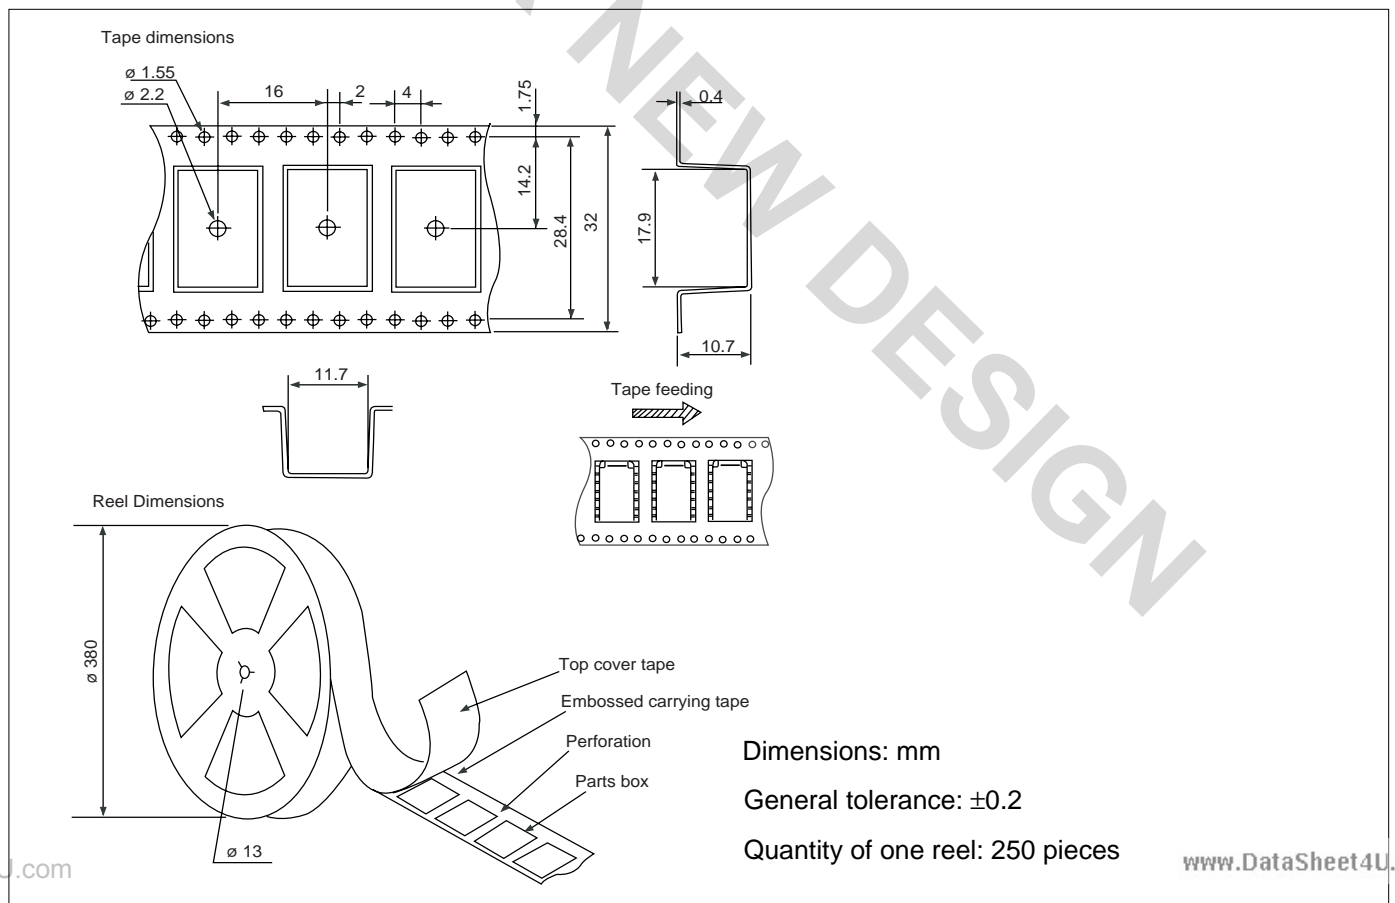 NEW DESIGN
Tape dimensions
ø 1.55
ø 2.2
16
2
4
1.75
14.2
28.4
32
0.4
17.9
10.7
11.7
Tape feeding
Reel Dimensions
ø 380
ø 13
Top cover tape
Embossed carrying tape
Perforation
Parts box
Dimensions: mm
General tolerance: ±0.2
Quantity of one reel: 250 pieces
U.com
www.DataSheet4U.